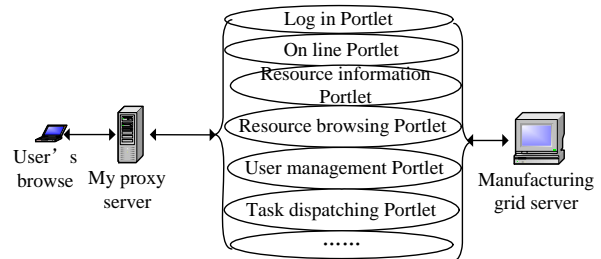 Log in Portlet
On line Portlet
Resource information
Portlet
Resource browsing Portlet
User management Portlet
Task dispatching Portlet
……
User’s
browse
My proxy
server
Manufacturing
grid server